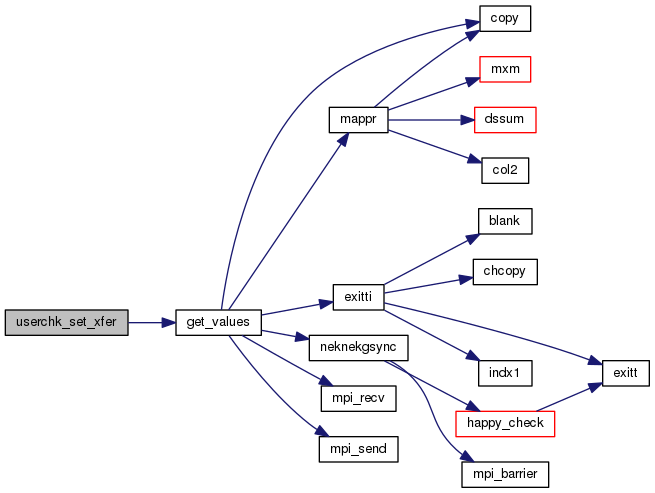 copy
mxm
mappr
dssum
col2
blank
chcopy
exitti
userchk_set_xfer
get_values
neknekgsync
indx1
exitt
mpi_recv
happy_check
mpi_send
mpi_barrier